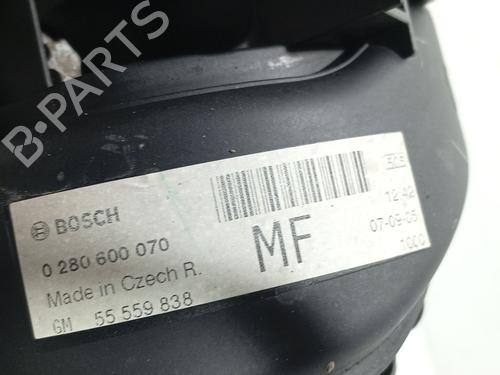 BOSCH
0 280 600 070
Made in Czech R.
GM 55 559 838
MF
12:42
07-09-05
1000
B-PARTS